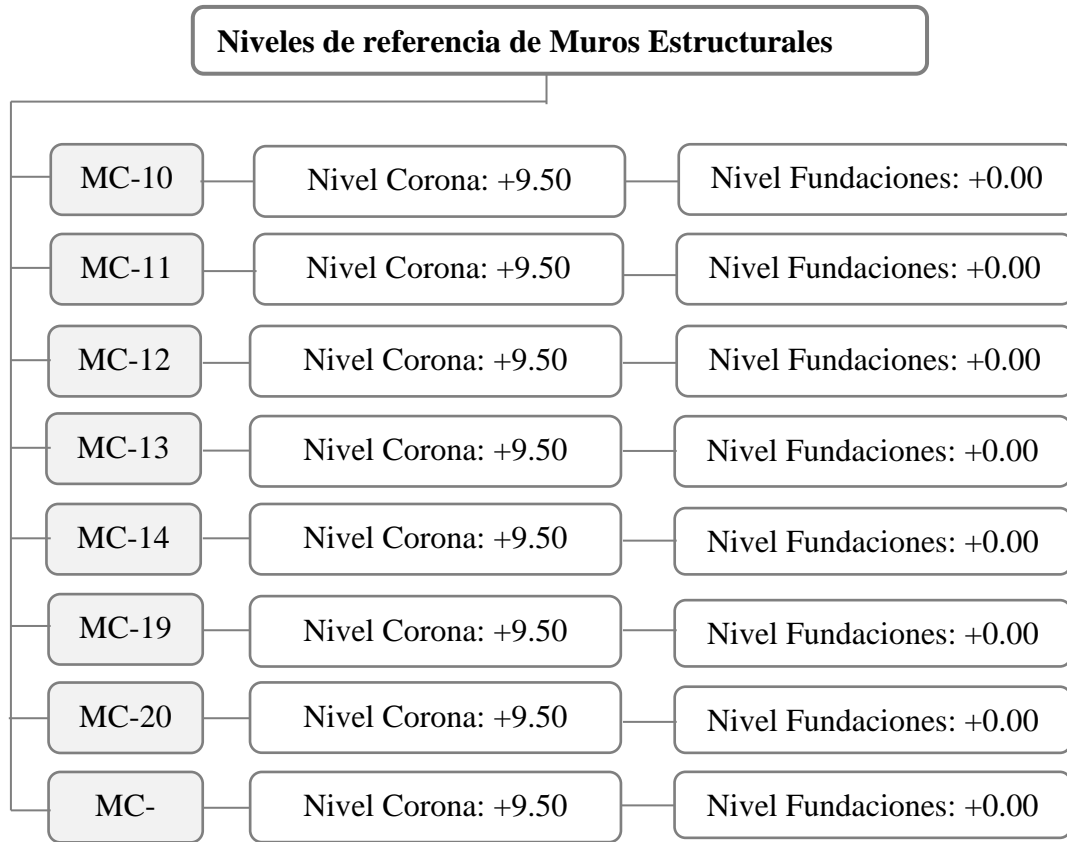 Niveles de referencia de Muros Estructurales
MC-10 Nivel Corona: +9.50 Nivel Fundaciones: +0.00
MC-11 Nivel Corona: +9.50 Nivel Fundaciones: +0.00
MC-12 Nivel Corona: +9.50 Nivel Fundaciones: +0.00
MC-13 Nivel Corona: +9.50 Nivel Fundaciones: +0.00
MC-14 Nivel Corona: +9.50 Nivel Fundaciones: +0.00
MC-19 Nivel Corona: +9.50 Nivel Fundaciones: +0.00
MC-20 Nivel Corona: +9.50 Nivel Fundaciones: +0.00
MC- Nivel Corona: +9.50 Nivel Fundaciones: +0.00